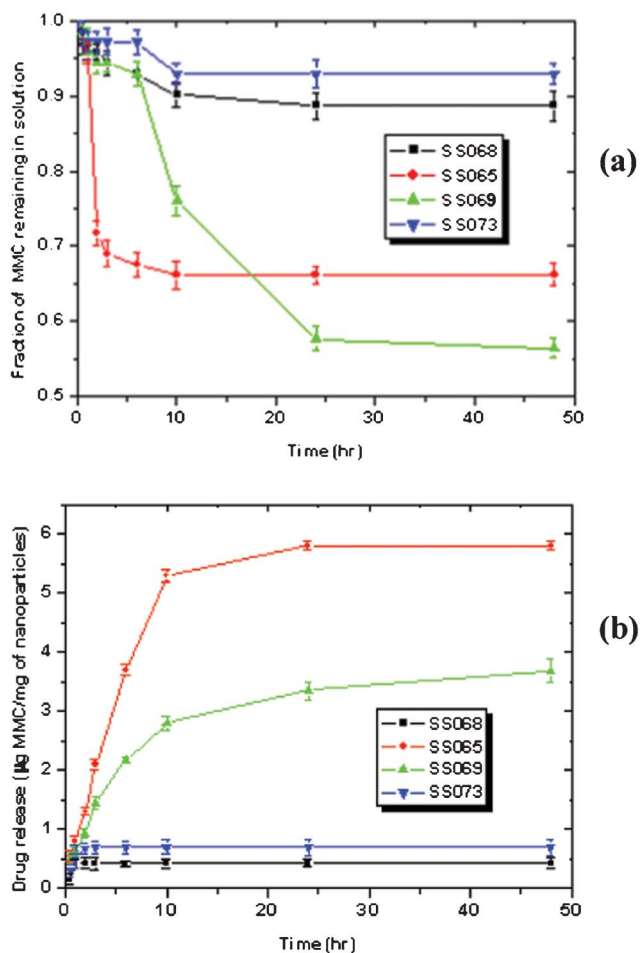 1.0
0.9
0.8
0.7
0.6
0.5
Fraction of MMC remaining in solution
SS068
SS065
SS069
SS073
0 10 20 30 40 50
Time (hr)
(a)
6
5
4
3
2
1
0
Drug release (µg MMC/mg of nanoparticles)
SS068
SS065
SS069
SS073
0 10 20 30 40 50
Time (hr)
(b)